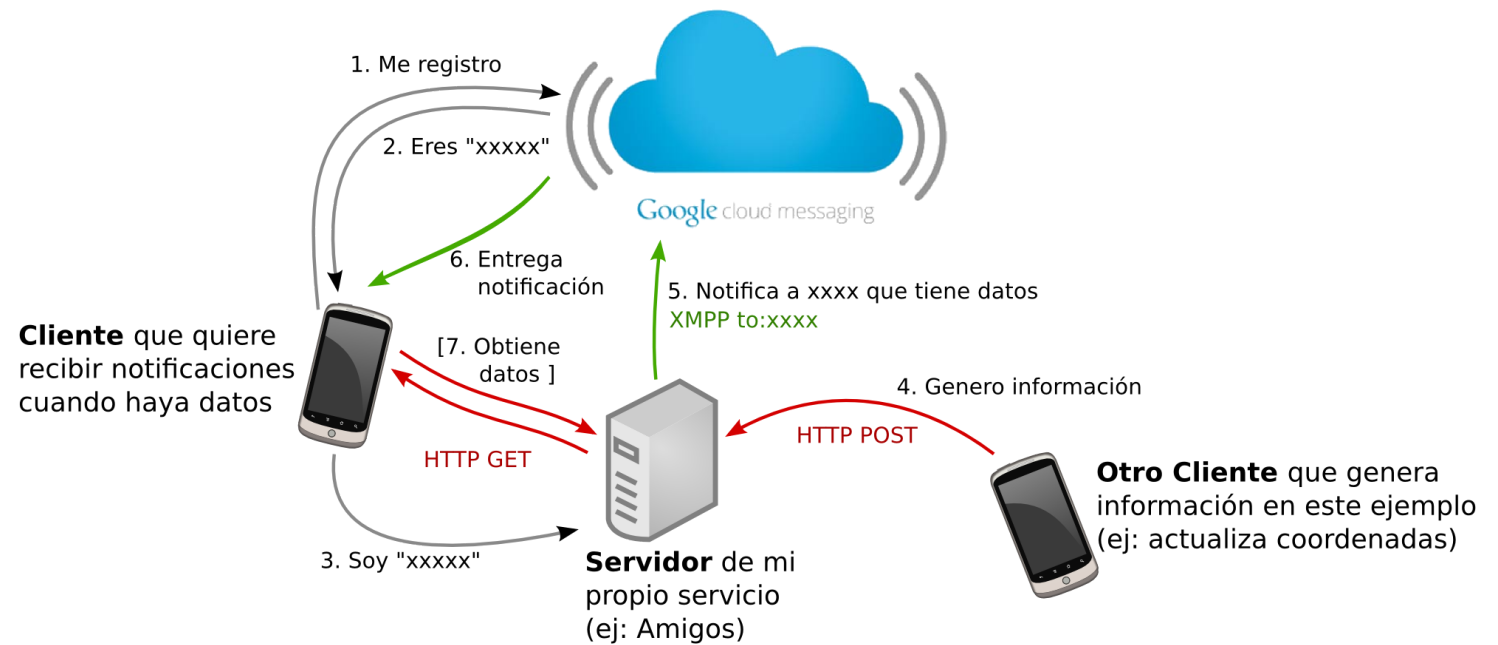 1. Me registro
2. Eres "xxxxx"
Google cloud messaging
6. Entrega
notificación
5. Notifica a xxxx que tiene datos
XMPP to:xxxx
Cliente que quiere
recibir notificaciones
cuando haya datos
[7. Obtiene
datos ]
HTTP GET
4. Genero información
HTTP POST
Otro Cliente que genera
información en este ejemplo
(ej: actualiza coordenadas)
3. Soy "xxxxx"
Servidor de mi
propio servicio
(ej: Amigos)